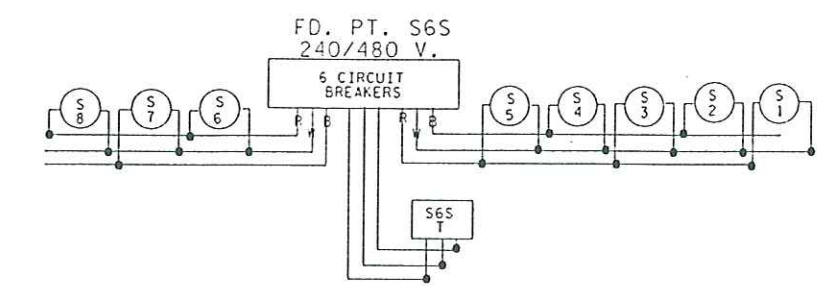 FD. PT. S6S
240/480 V.
6 CIRCUIT
BREAKERS
S
8
S
7
S
6
R W B
R W B
S
5
S
4
S
3
S
2
S
1
S6S
T